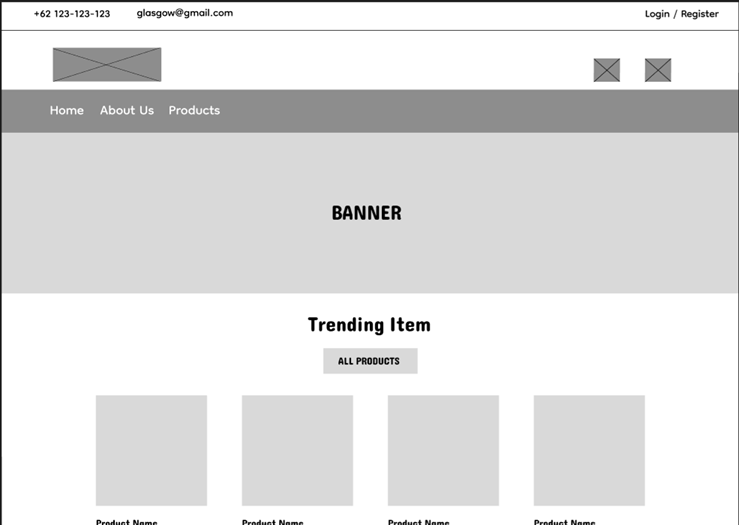 +62 123-123-123 glasgow@gmail.com Login / Register
Home About Us Products
BANNER
Trending Item
ALL PRODUCTS
Product Name Product Name Product Name Product Name